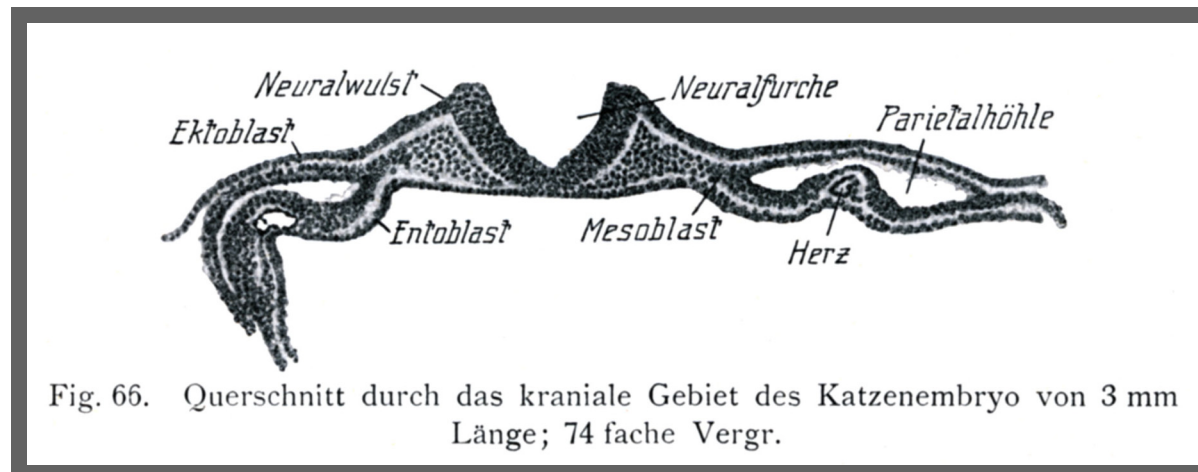 Neuralwulst
Neuralfurche
Ektoblast
Parietalhöhle
Entoblast
Mesoblast
Herz
Fig. 66. Querschnitt durch das kraniale Gebiet des Katzenembryo von 3 mm
Länge; 74 fache Vergr.